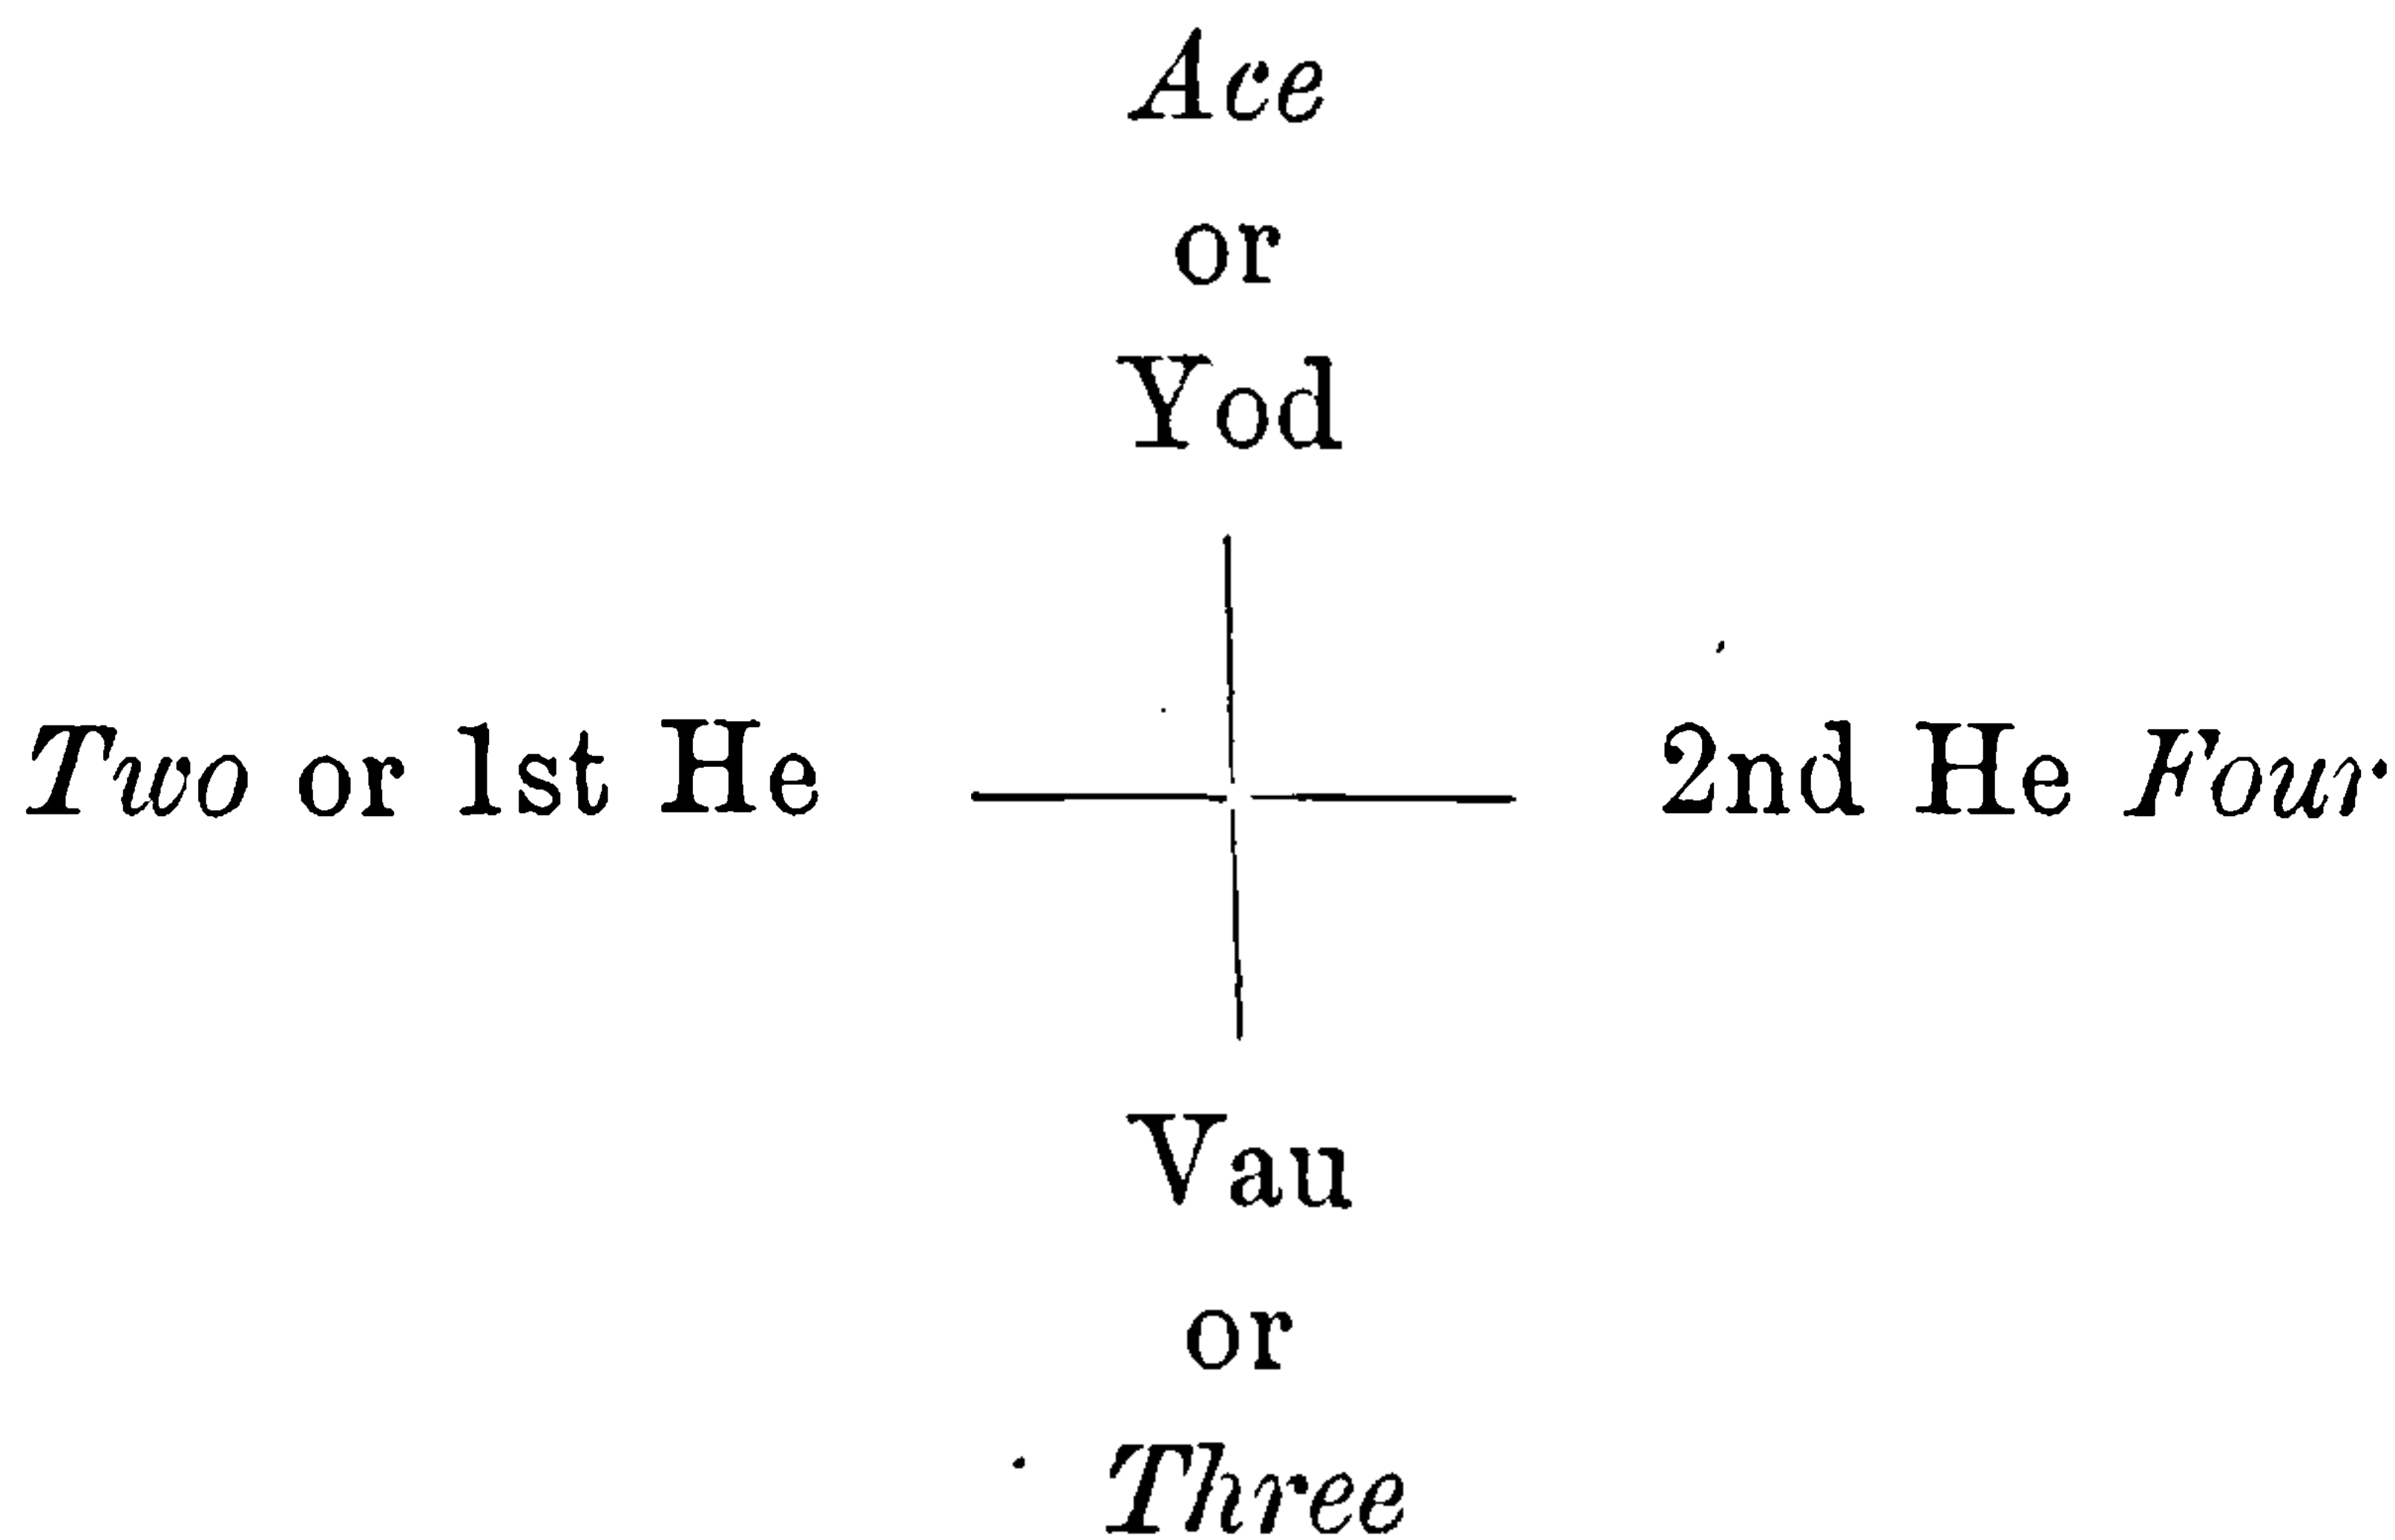 Ace
or
Yod
Two or 1st He
2nd He Four
Vau
or
Three